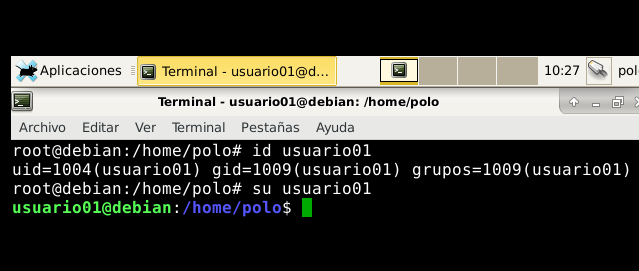 Aplicaciones
Terminal - usuario01@d...
10:27
polo
Terminal - usuario01@debian: /home/polo
Archivo Editar Ver Terminal Pestañas Ayuda
root@debian:/home/polo# id usuario01
uid=1004(usuario01) gid=1009(usuario01) grupos=1009(usuario01)
root@debian:/home/polo# su usuario01
usuario01@debian:/home/polo$